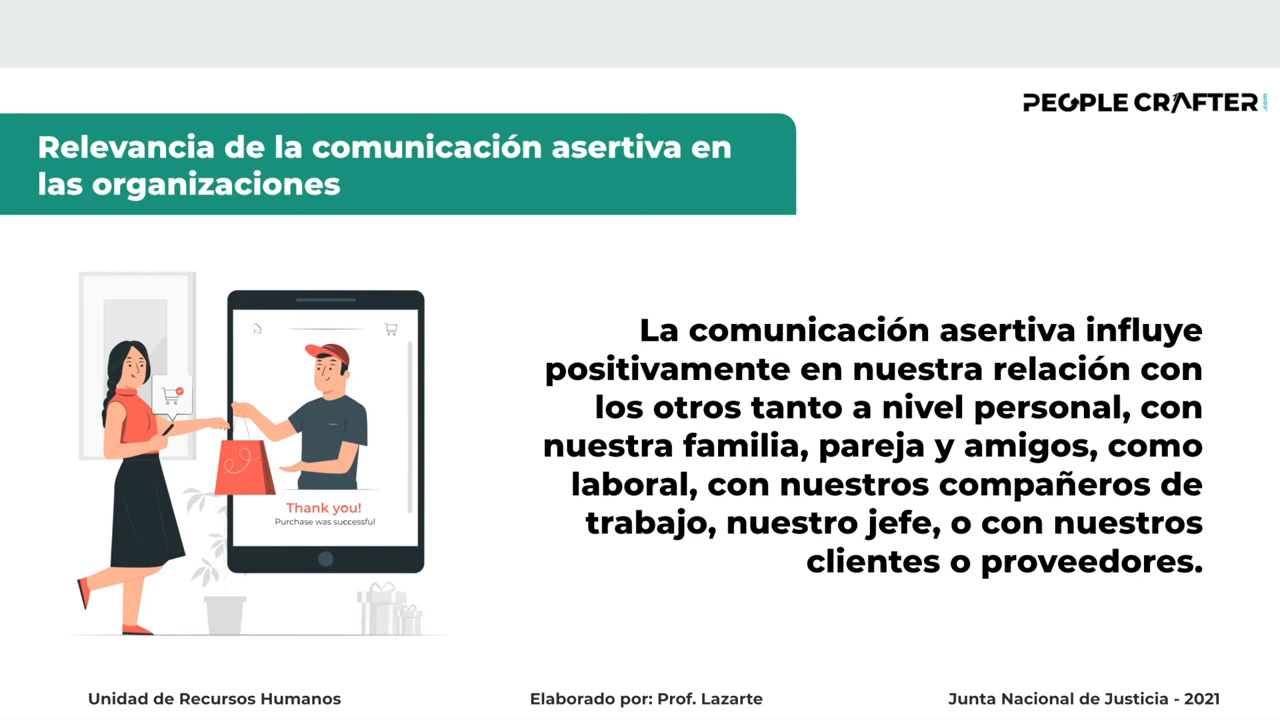 PEOPLE CRAFTER .com
Relevancia de la comunicación asertiva en
las organizaciones
Thank you!
Purchase was successful
La comunicación asertiva influye
positivamente en nuestra relación con
los otros tanto a nivel personal, con
nuestra familia, pareja y amigos, como
laboral, con nuestros compañeros de
trabajo, nuestro jefe, o con nuestros
clientes o proveedores.
Unidad de Recursos Humanos
Elaborado por: Prof. Lazarte
Junta Nacional de Justicia - 2021